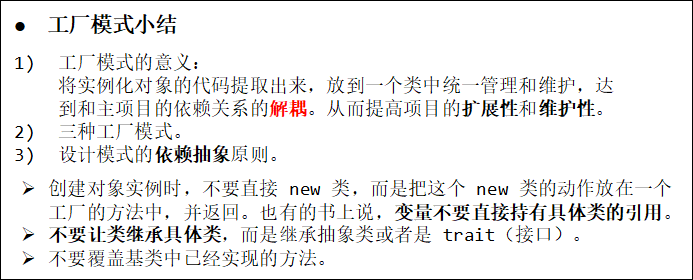 ● 工厂模式小结
1) 工厂模式的意义:
将实例化对象的代码提取出来，放到一个类中统一管理和维护，达
到和主项目的依赖关系的解耦。从而提高项目的扩展性和维护性。
2) 三种工厂模式。
3) 设计模式的依赖抽象原则。
➢ 创建对象实例时，不要直接 new 类，而是把这个 new 类的动作放在一个
工厂的方法中，并返回。也有的书上说，变量不要直接持有具体类的引用。
➢ 不要让类继承具体类，而是继承抽象类或者是 trait（接口）。
➢ 不要覆盖基类中已经实现的方法。